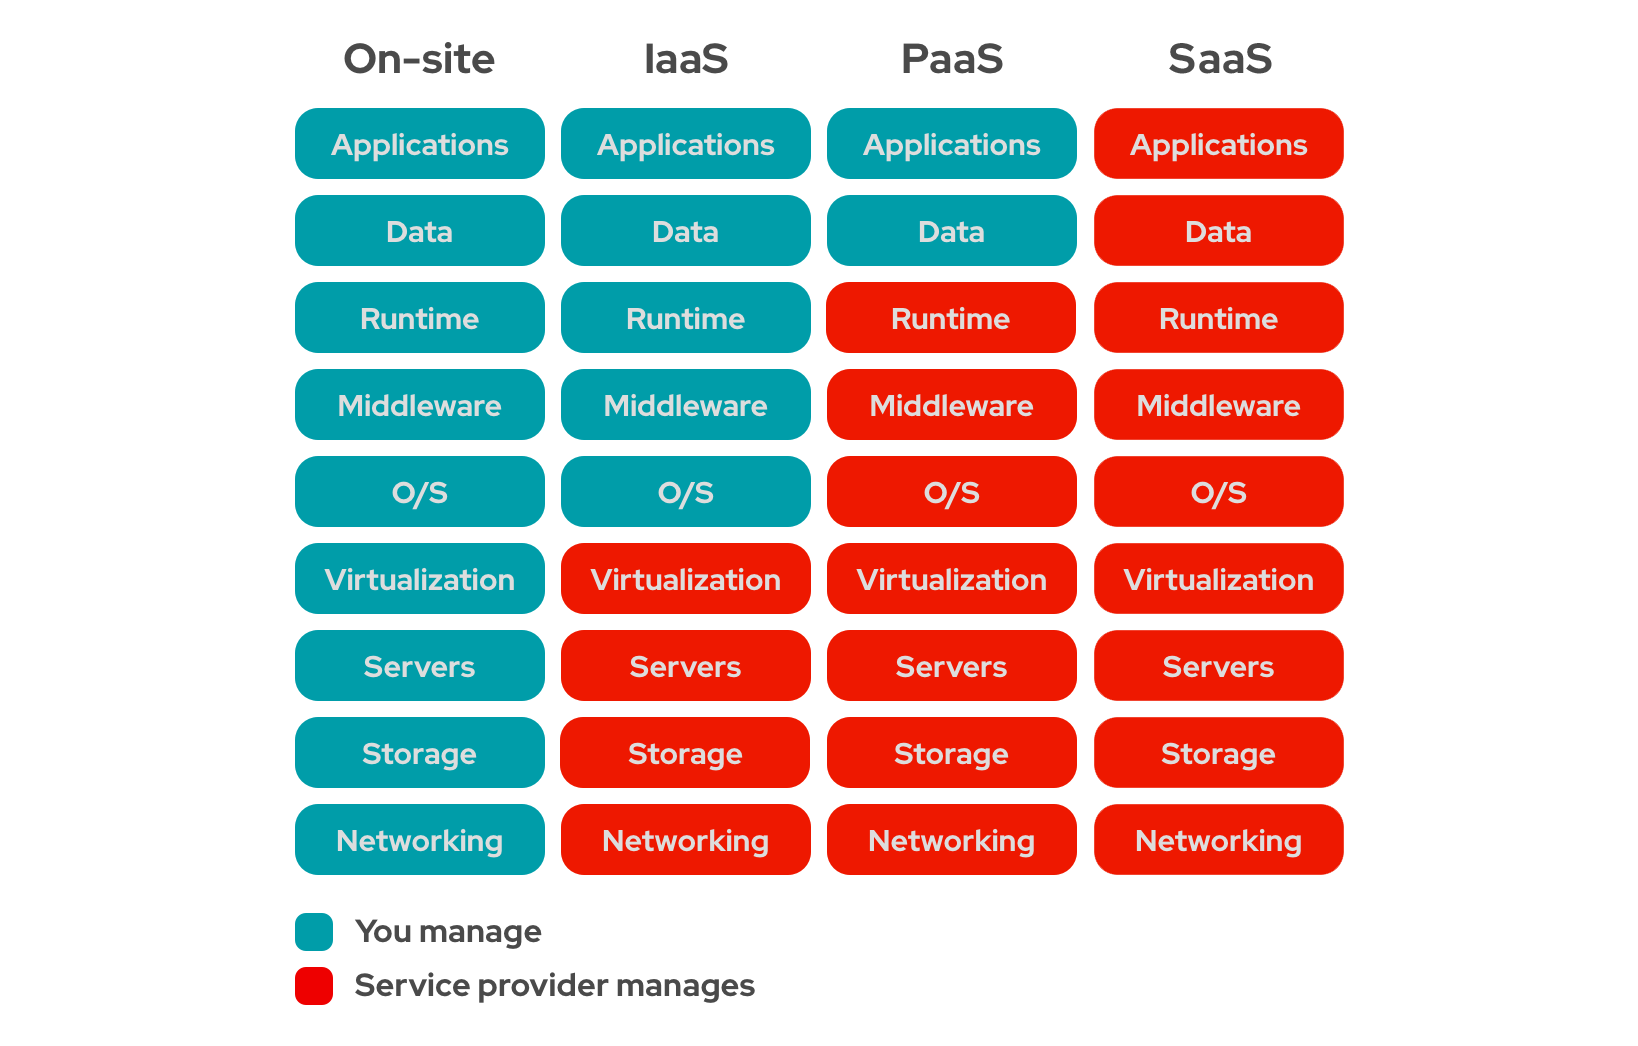 On-site IaaS PaaS SaaS
Applications Applications Applications Applications
Data Data Data Data
Runtime Runtime Runtime Runtime
Middleware Middleware Middleware Middleware
O/S O/S O/S O/S
Virtualization Virtualization Virtualization Virtualization
Servers Servers Servers Servers
Storage Storage Storage Storage
Networking Networking Networking Networking
You manage
Service provider manages